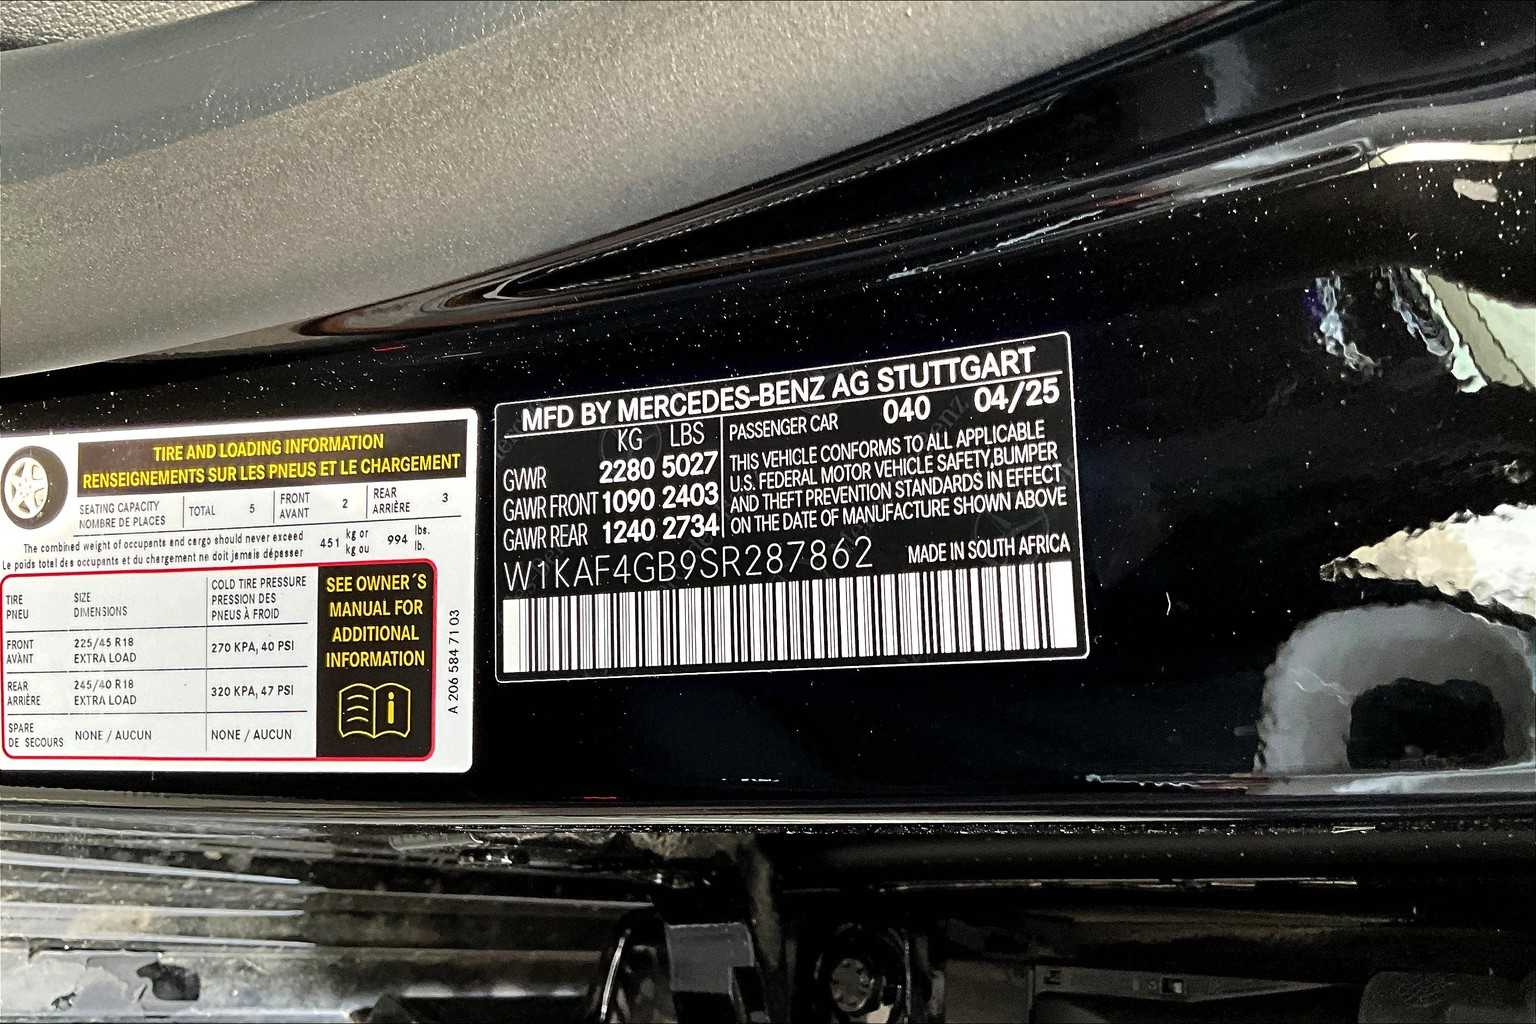 TIRE AND LOADING INFORMATION
RENSEIGNEMENTS SUR LES PNEUS ET LE CHARGEMENT
SEATING CAPACITY
NOMBRE DE PLACES
TOTAL 5
FRONT
AVANT
2
REAR
ARRIÈRE
3
The combined weight of occupants and cargo should never exceed
Le poids total des occupants et du chargement ne doit jamais dépasser
451 kg or
kg ou
994 lbs.
lb.
TIRE
PNEU
SIZE
DIMENSIONS
COLD TIRE PRESSURE
PRESSION DES
PNEUS À FROID
FRONT
AVANT
225/45 R18
EXTRA LOAD
270 KPA, 40 PSI
REAR
ARRIÈRE
245/40 R18
EXTRA LOAD
320 KPA, 47 PSI
SPARE
DE SECOURS
NONE / AUCUN
NONE / AUCUN
SEE OWNER´S
MANUAL FOR
ADDITIONAL
INFORMATION
i
A 206 584 71 03
MFD BY MERCEDES-BENZ AG STUTTGART
KG LBS
GVWR 2280 5027
GAWR FRONT 1090 2403
GAWR REAR 1240 2734
PASSENGER CAR 040 04/25
THIS VEHICLE CONFORMS TO ALL APPLICABLE
U.S. FEDERAL MOTOR VEHICLE SAFETY,BUMPER
AND THEFT PREVENTION STANDARDS IN EFFECT
ON THE DATE OF MANUFACTURE SHOWN ABOVE
W1KAF4GB9SR287862 MADE IN SOUTH AFRICA